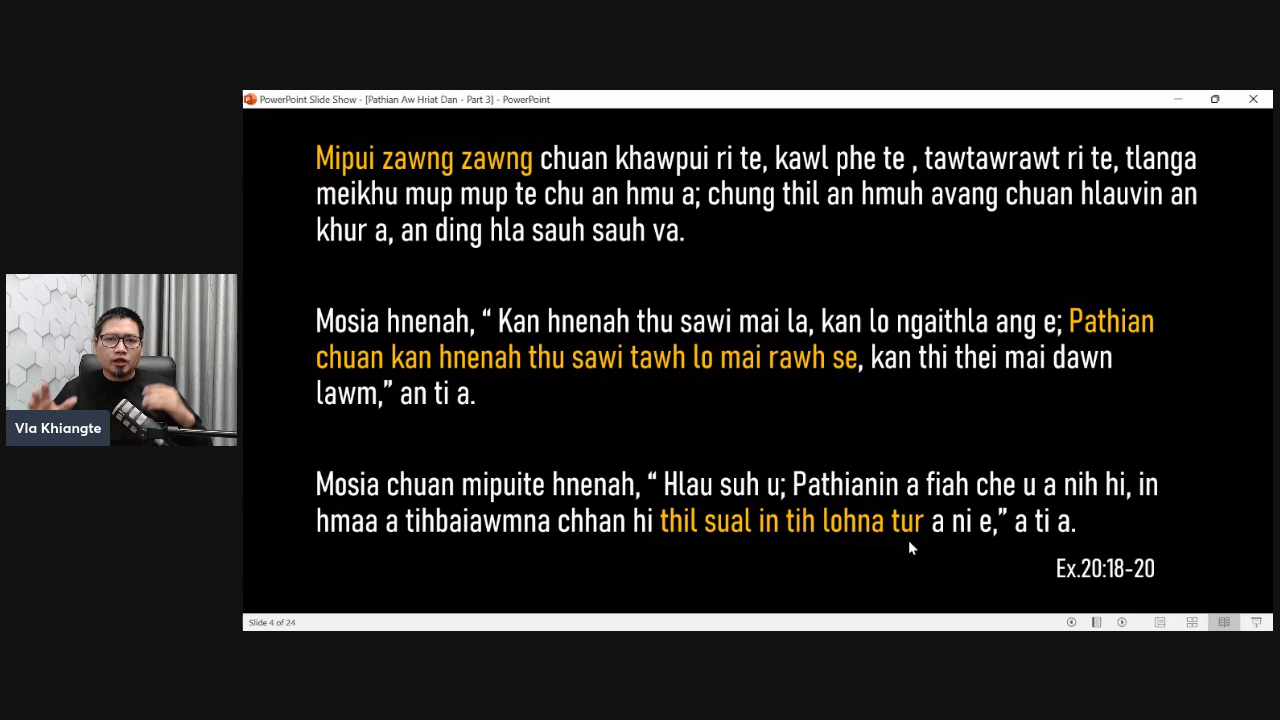 PowerPoint Slide Show - [Pathian Aw Hriat Dan - Part 3] - PowerPoint
Mipui zawng zawng chuan khawpui ri te, kawl phe te , tawtawrawt ri te, tlanga
meikhu mup mup te chu an hmu a; chung thil an hmuh avang chuan hlauvin an
khur a, an ding hla sauh sauh va.
Mosia hnenah, “ Kan hnenah thu sawi mai la, kan lo ngaithla ang e; Pathian
chuan kan hnenah thu sawi tawh lo mai rawh se, kan thi thei mai dawn
lawm,” an ti a.
Mosia chuan mipuite hnenah, “ Hlau suh u; Pathianin a fiah che u a nih hi, in
hmaa a tihbaiawmna chhan hi thil sual in tih lohna tur a ni e,” a ti a.
Ex.20:18-20
Vla Khiangte
Slide 4 of 24